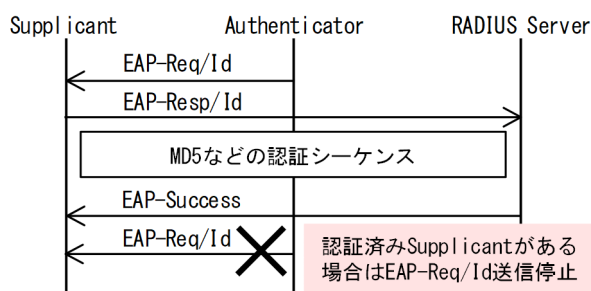 Supplicant Authenticator RADIUS Server
EAP-Req/Id
EAP-Resp/Id
MD5などの認証シーケンス
EAP-Success
EAP-Req/Id
認証済みSupplicantがある
場合はEAP-Req/Id送信停止